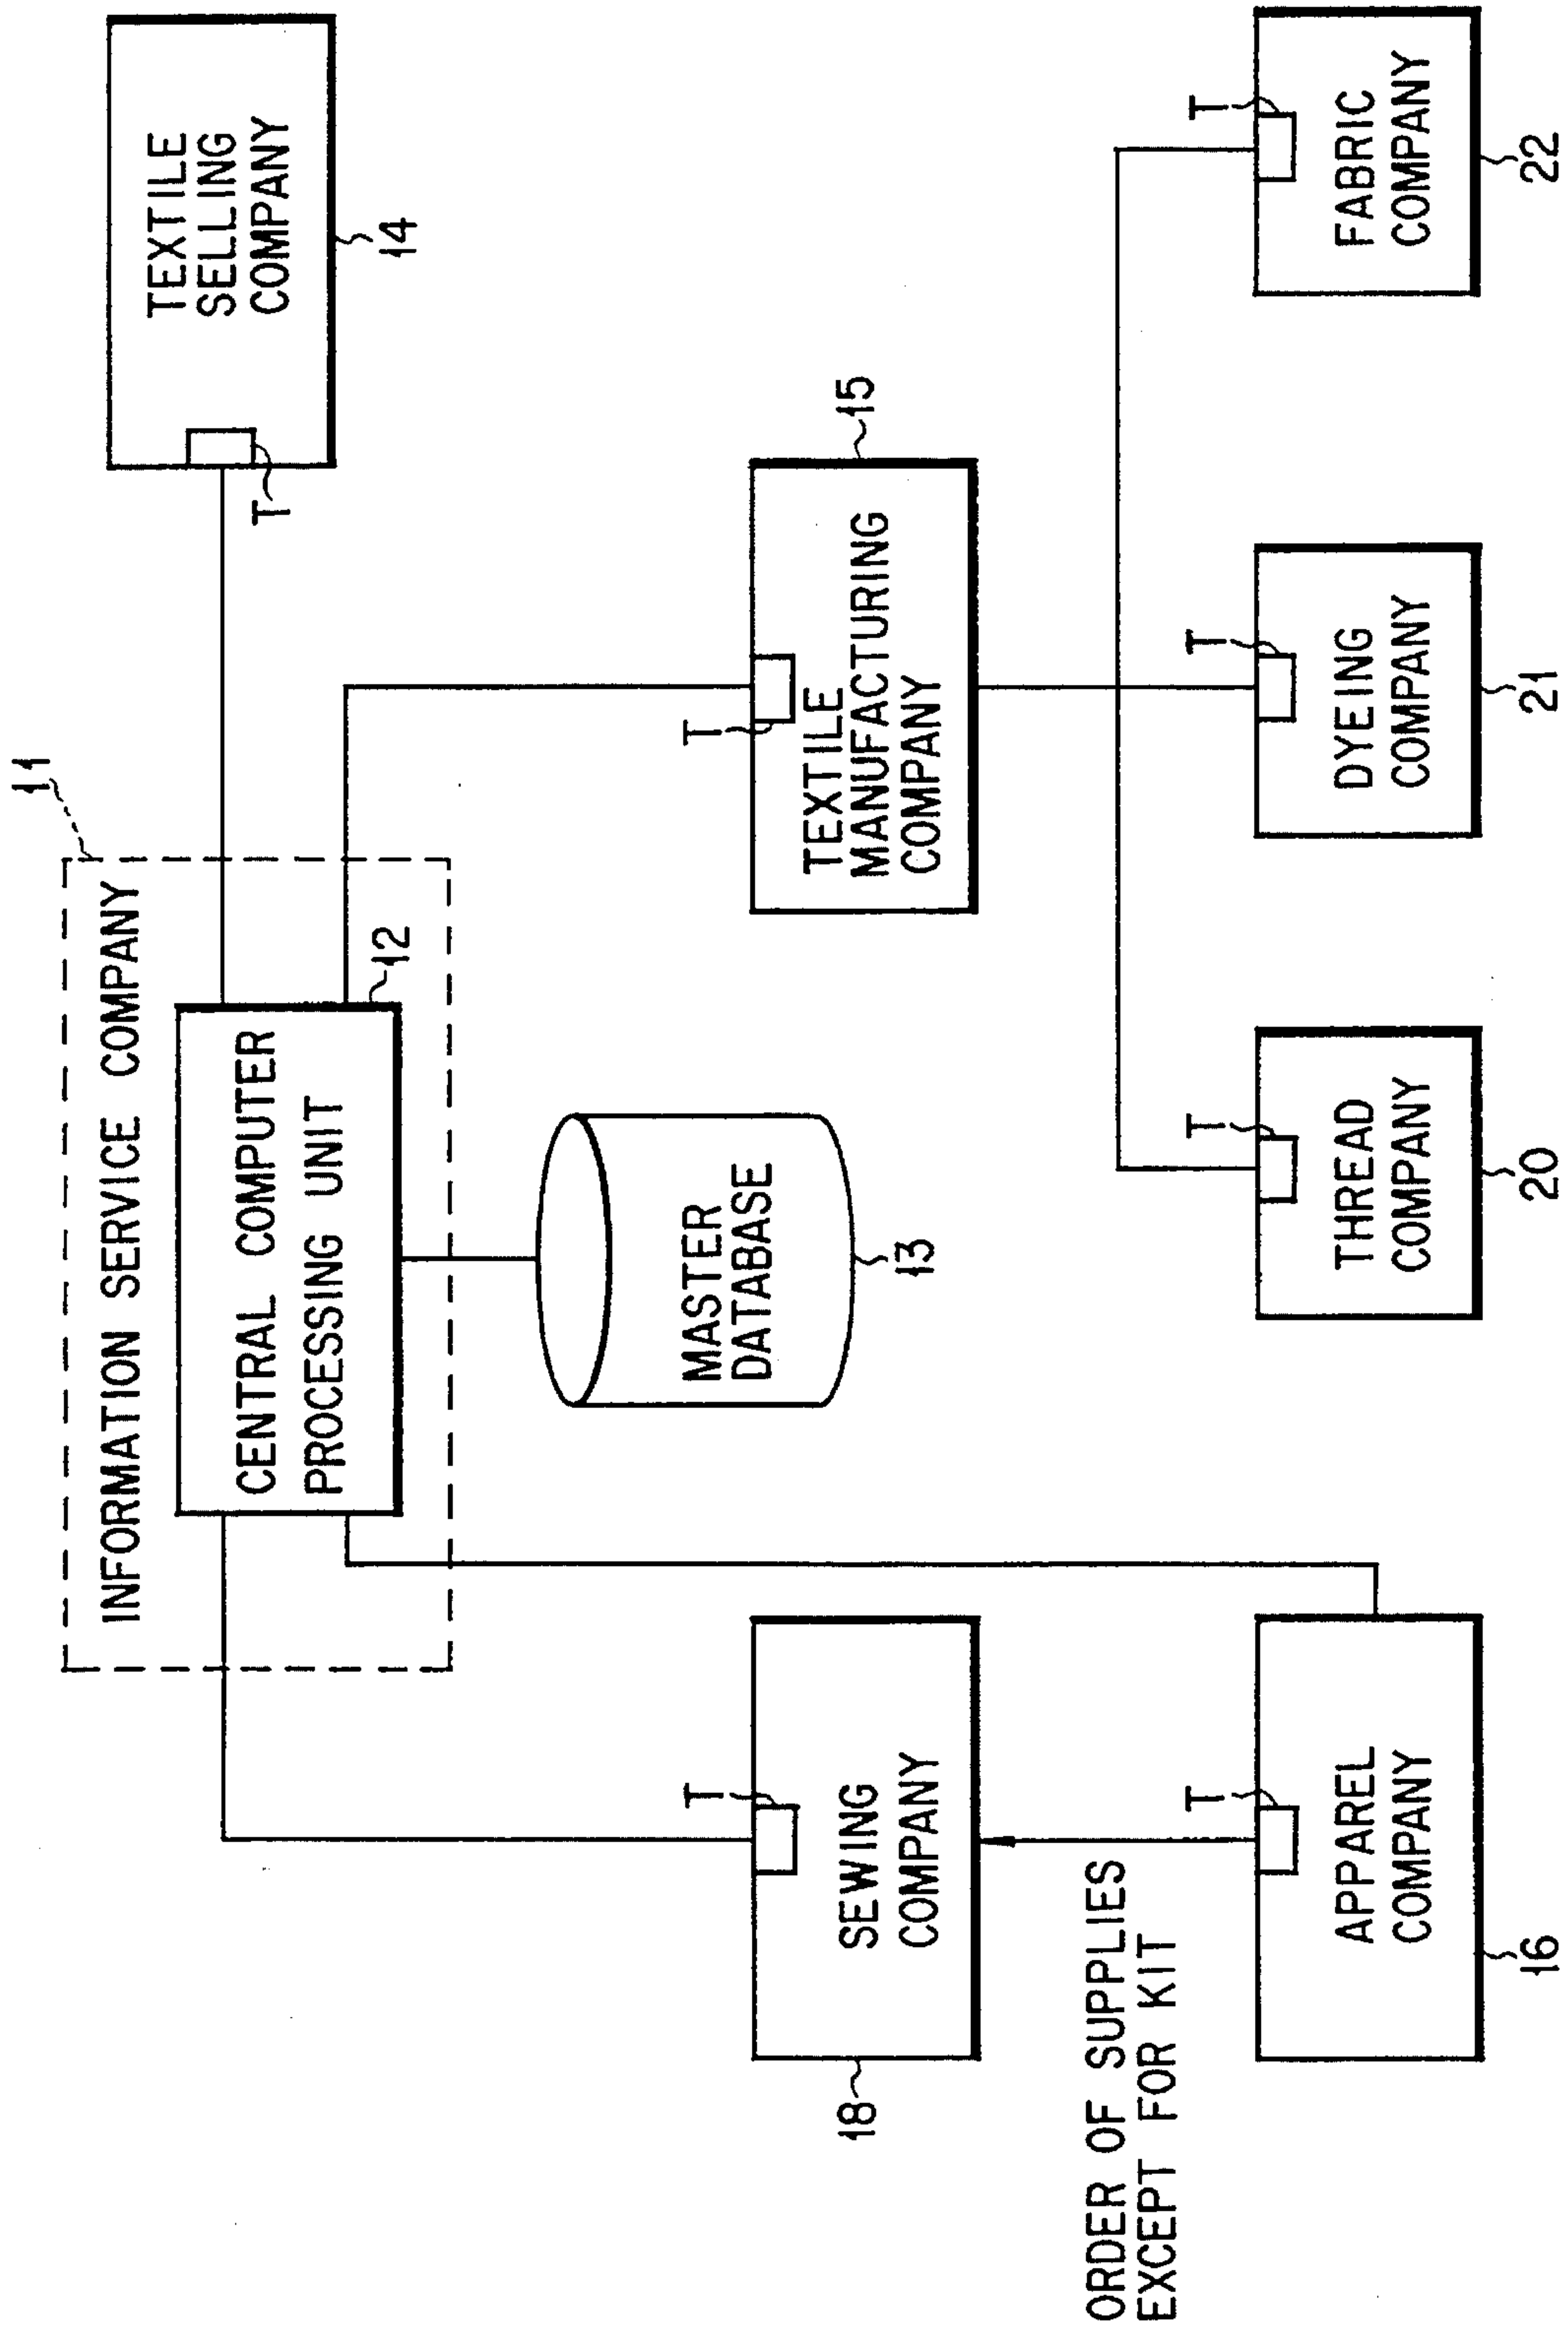 11
INFORMATION SERVICE COMPANY
CENTRAL COMPUTER
PROCESSING UNIT
12
TEXTILE
SELLING
COMPANY
T
14
MASTER
DATABASE
13
T
SEWING
COMPANY
18
T
TEXTILE
MANUFACTURING
COMPANY
15
ORDER OF SUPPLIES
EXCEPT FOR KIT
T
APPAREL
COMPANY
16
T
THREAD
COMPANY
20
T
DYEING
COMPANY
21
T
FABRIC
COMPANY
22